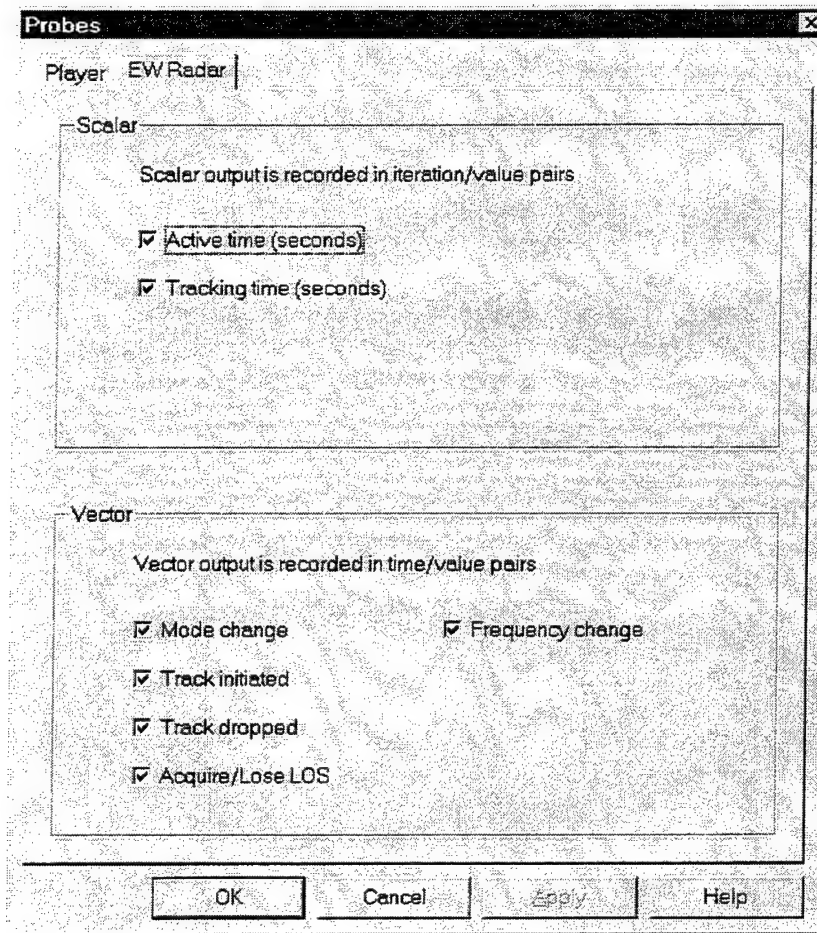 Probes
Player EW Radar
Scalar
Scalar output is recorded in iteration/value pairs
Active time (seconds)
Tracking time (seconds)
Vector
Vector output is recorded in time/value pairs
Mode change Frequency change
Track initiated
Track dropped
Acquire/Lose LOS
OK Cancel Apply Help